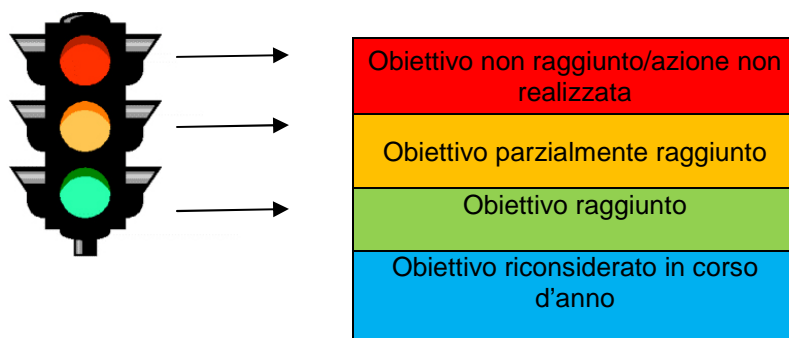 Obiettivo non raggiunto/azione non
realizzata
Obiettivo parzialmente raggiunto
Obiettivo raggiunto
Obiettivo riconsiderato in corso
d’anno